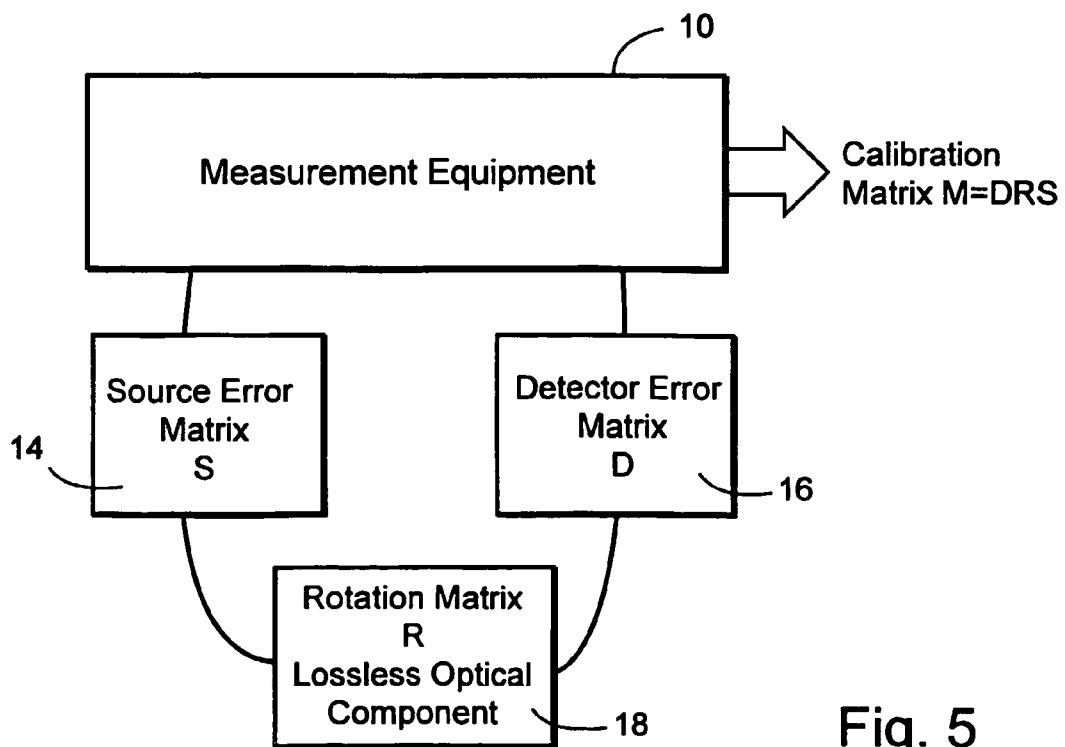 10
Measurement Equipment
Calibration
Matrix M=DRS
Source Error
Matrix
S
14
Detector Error
Matrix
D
16
Rotation Matrix
R
Lossless Optical
Component
18
Fig. 5